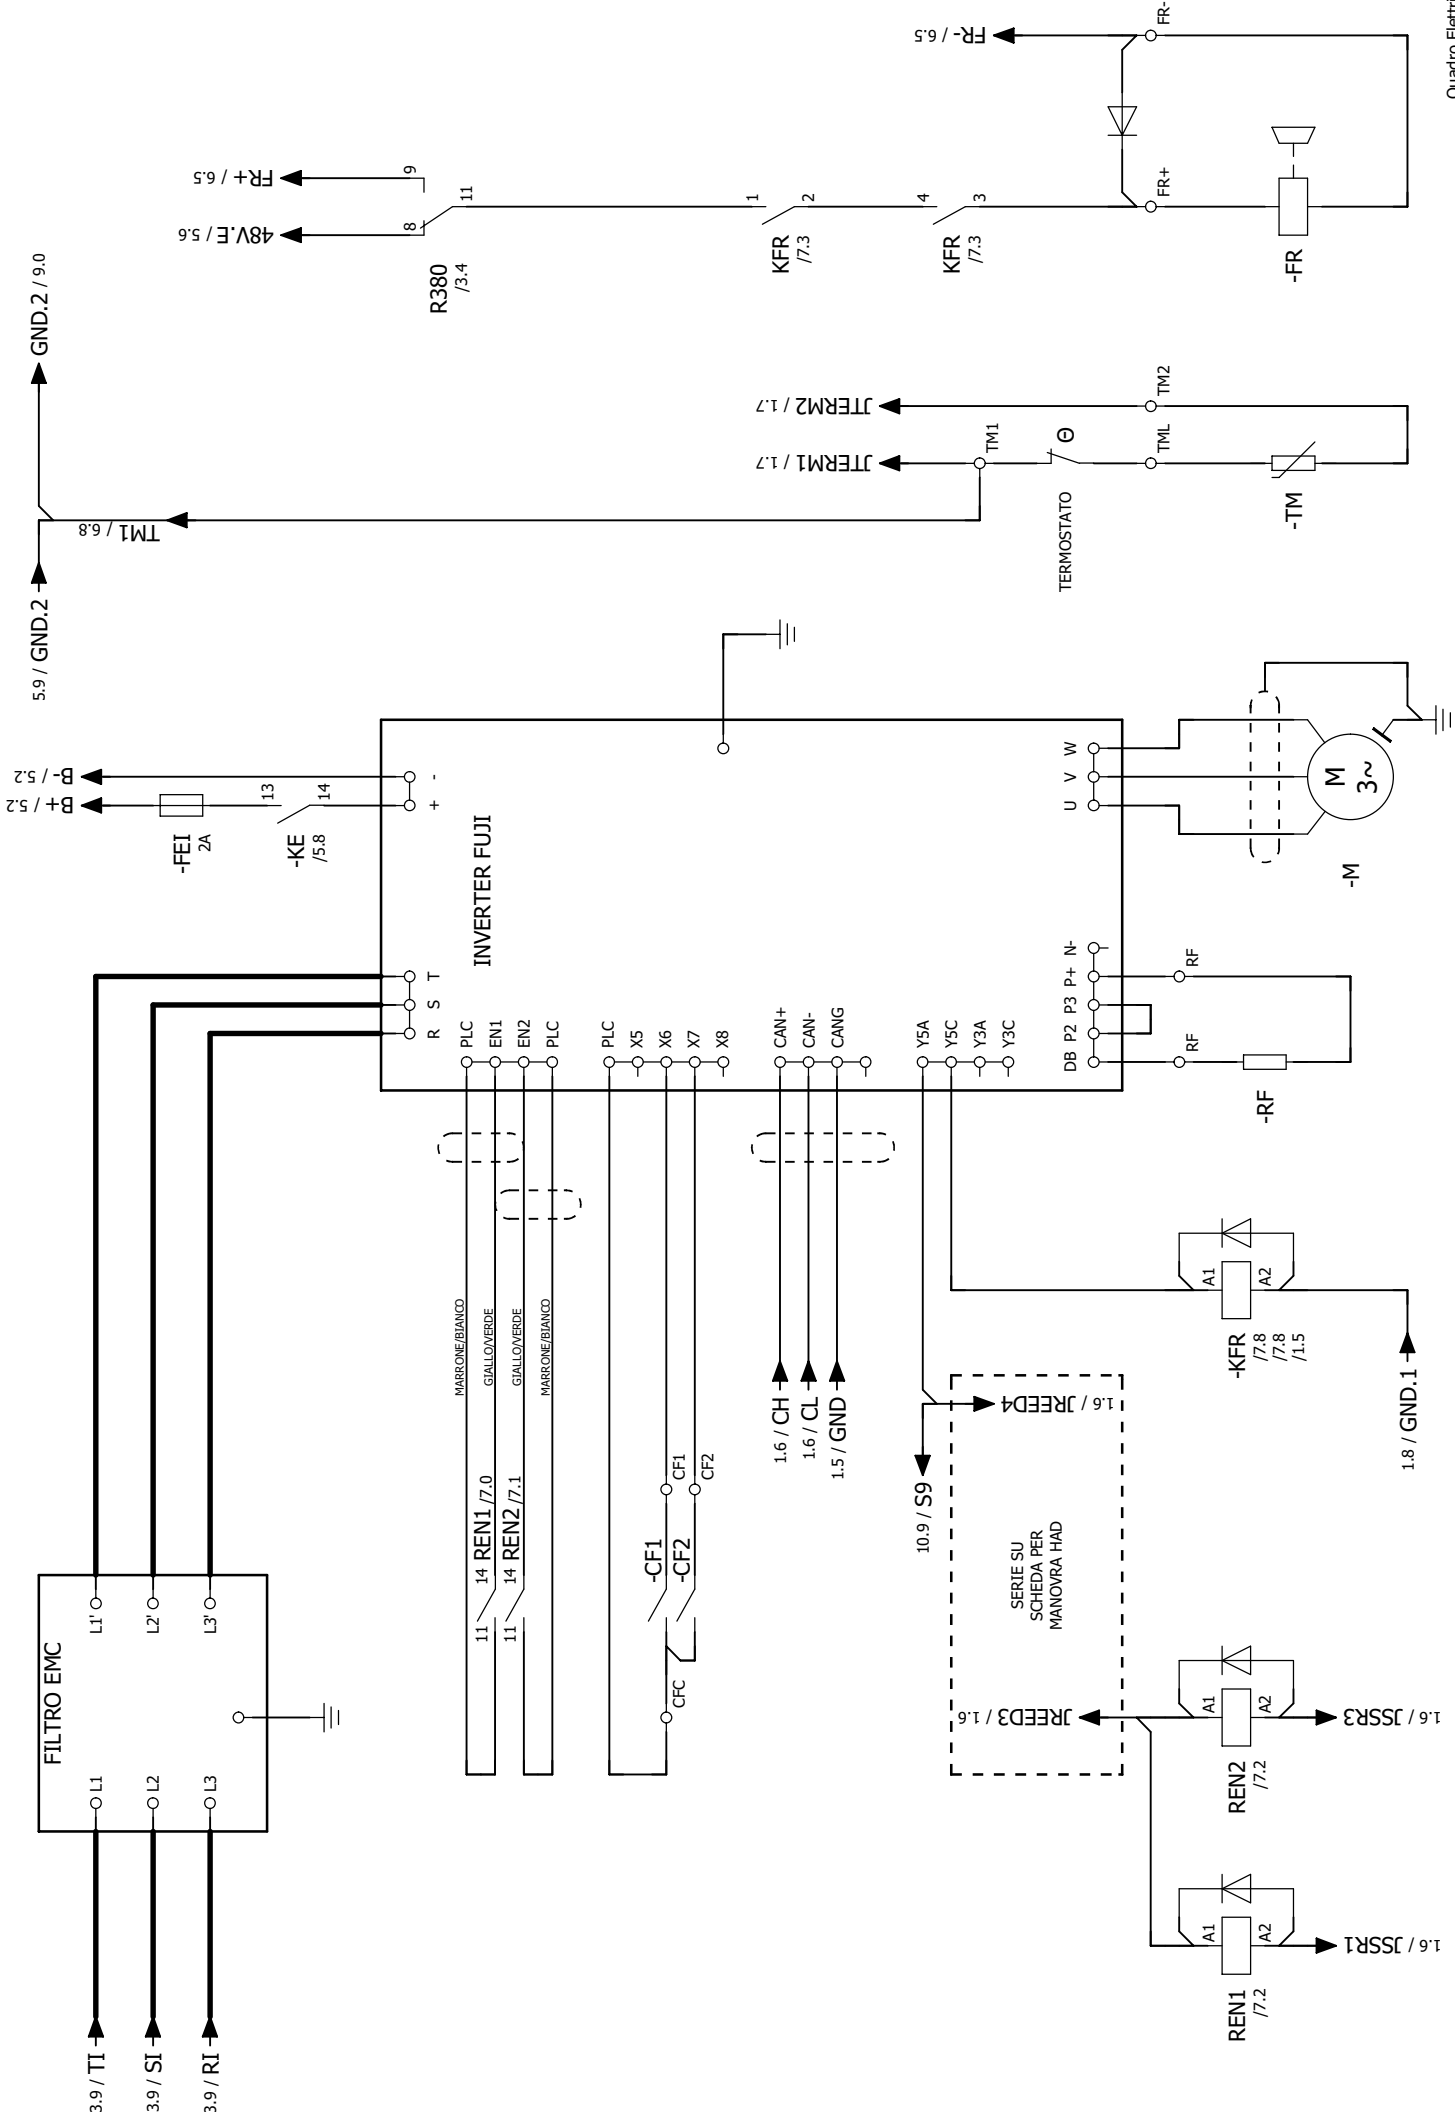 3.9 / TI
3.9 / SI
3.9 / RI
FILTRO EMC
L1
L2
L3
L1'
L2'
L3'
5.9 / GND.2
GND.2 / 9.0
TM1 / 6.8
B+ / 5.2
B- / 5.2
-FEI
2A
-KE
/5.8
13
14
+
-
R
S
T
INVERTER FUJI
PLC
EN1
EN2
PLC
PLC
X5
X6
X7
X8
CAN+
CAN-
CANG
Y5A
Y5C
Y3A
Y3C
DB
P2
P3
P+
N-
U
V
W
MARRONE/BIANCO
GIALLO/VERDE
GIALLO/VERDE
MARRONE/BIANCO
11
14
REN1 /7.0
11
14
REN2 /7.1
CFC
-CF1
-CF2
CF1
CF2
1.6 / CH
1.6 / CL
1.5 / GND
10.9 / S9
JREED4 / 1.6
JREED3 / 1.6
SERIE SU
SCHEDA PER
MANOVRA HAD
REN1
/7.2
A1
A2
JSSR1 / 1.6
REN2
/7.2
A1
A2
JSSR3 / 1.6
-KFR
/7.8
/7.8
/1.5
A1
A2
1.8 / GND.1
RF
RF
-RF
-M
M
3~
JTERM1 / 1.7
JTERM2 / 1.7
TM1
TERMOSTATO
Θ
TML
TM2
-TM
48V.E / 5.6
FR+ / 6.5
8
9
11
R380
/3.4
KFR
/7.3
1
2
KFR
/7.3
4
3
FR- / 6.5
FR+
FR-
-FR